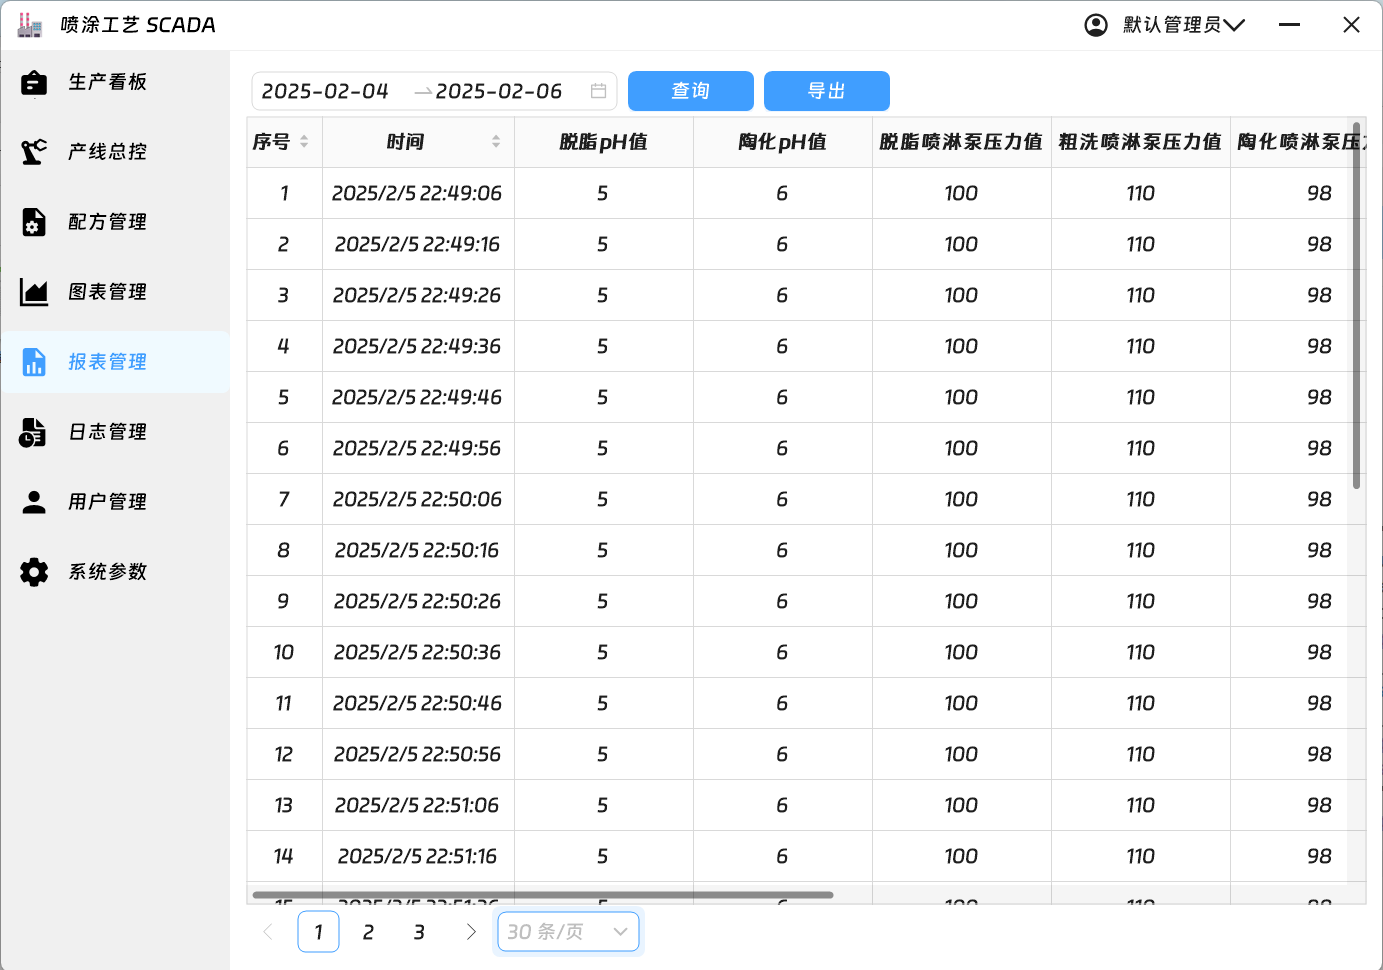 喷涂工艺 SCADA
默认管理员
生产看板
产线总控
配方管理
图表管理
报表管理
日志管理
用户管理
系统参数
2025-02-04 → 2025-02-06 查询 导出
序号 时间 脱脂pH值 陶化pH值 脱脂喷淋泵压力值 粗洗喷淋泵压力值 陶化喷淋泵压
1 2025/2/5 22:49:06 5 6 100 110 98
2 2025/2/5 22:49:16 5 6 100 110 98
3 2025/2/5 22:49:26 5 6 100 110 98
4 2025/2/5 22:49:36 5 6 100 110 98
5 2025/2/5 22:49:46 5 6 100 110 98
6 2025/2/5 22:49:56 5 6 100 110 98
7 2025/2/5 22:50:06 5 6 100 110 98
8 2025/2/5 22:50:16 5 6 100 110 98
9 2025/2/5 22:50:26 5 6 100 110 98
10 2025/2/5 22:50:36 5 6 100 110 98
11 2025/2/5 22:50:46 5 6 100 110 98
12 2025/2/5 22:50:56 5 6 100 110 98
13 2025/2/5 22:51:06 5 6 100 110 98
14 2025/2/5 22:51:16 5 6 100 110 98
1 2 3 30 条/页